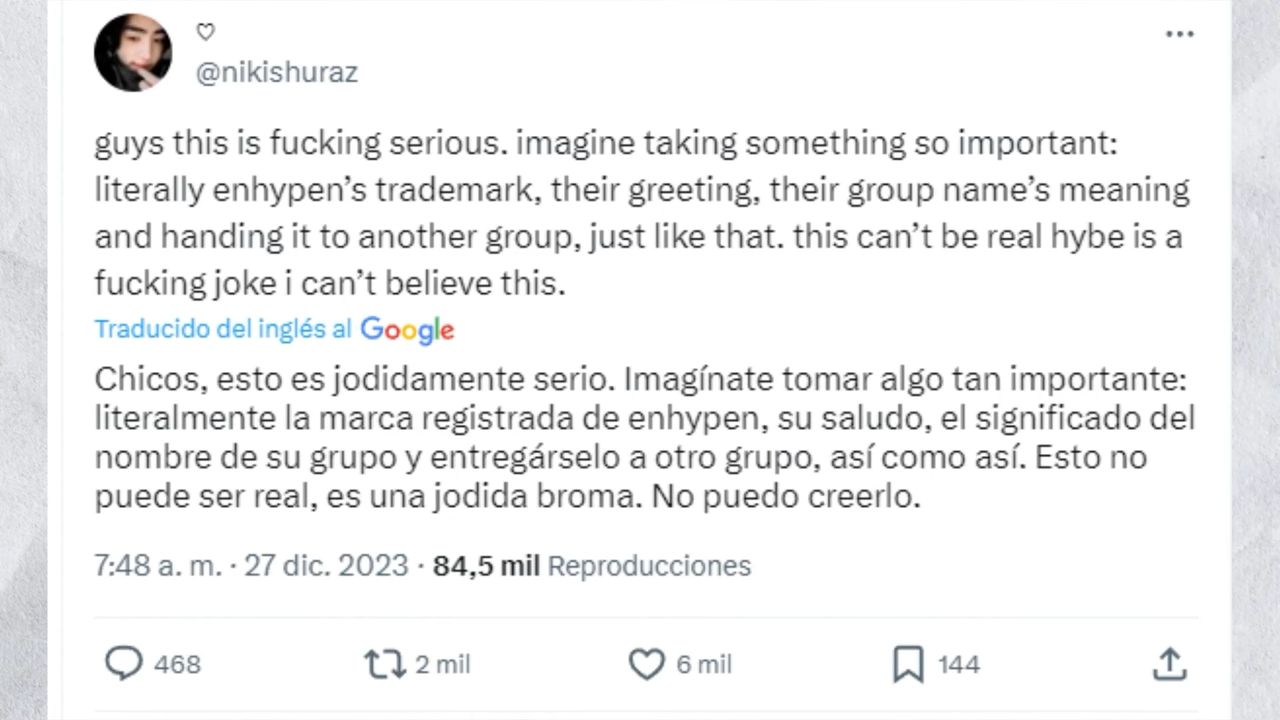 ♡
@nikishuraz
guys this is fucking serious. imagine taking something so important:
literally enhypen’s trademark, their greeting, their group name’s meaning
and handing it to another group, just like that. this can’t be real hybe is a
fucking joke i can’t believe this.
Traducido del inglés al Google
Chicos, esto es jodidamente serio. Imagínate tomar algo tan importante:
literalmente la marca registrada de enhypen, su saludo, el significado del
nombre de su grupo y entregárselo a otro grupo, así como así. Esto no
puede ser real, es una jodida broma. No puedo creerlo.
7:48 a. m. · 27 dic. 2023 · 84,5 mil Reproducciones
468 2 mil 6 mil 144